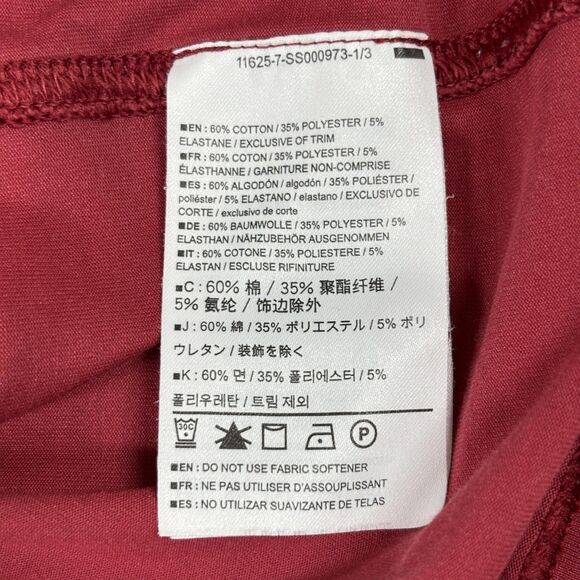 11625-7-SS000973-1/3
■EN : 60% COTTON / 35% POLYESTER / 5%
ELASTANE / EXCLUSIVE OF TRIM
■FR : 60% COTON / 35% POLYESTER / 5%
ÉLASTHANNE / GARNITURE NON-COMPRISE
■ES : 60% ALGODÓN / algodón / 35% POLIÉSTER /
poliéster / 5% ELASTANO / elastano / EXCLUSIVO DE
CORTE / exclusivo de corte
■DE : 60% BAUMWOLLE / 35% POLYESTER / 5%
ELASTHAN / NÄHZUBEHÖR AUSGENOMMEN
■IT : 60% COTONE / 35% POLIESTERE / 5%
ELASTAN / ESCLUSE RIFINITURE
■C : 60% 棉 / 35% 聚酯纤维 /
5% 氨纶 / 饰边除外
■J : 60% 綿 / 35% ポリエステル / 5% ポリ
ウレタン / 装飾を除く
■K : 60% 면 / 35% 폴리에스터 / 5%
폴리우레탄 / 트림 제외
30C P
■EN : DO NOT USE FABRIC SOFTENER
■FR : NE PAS UTILISER D'ASSOUPLISSANT
■ES : NO UTILIZAR SUAVIZANTE DE TELAS